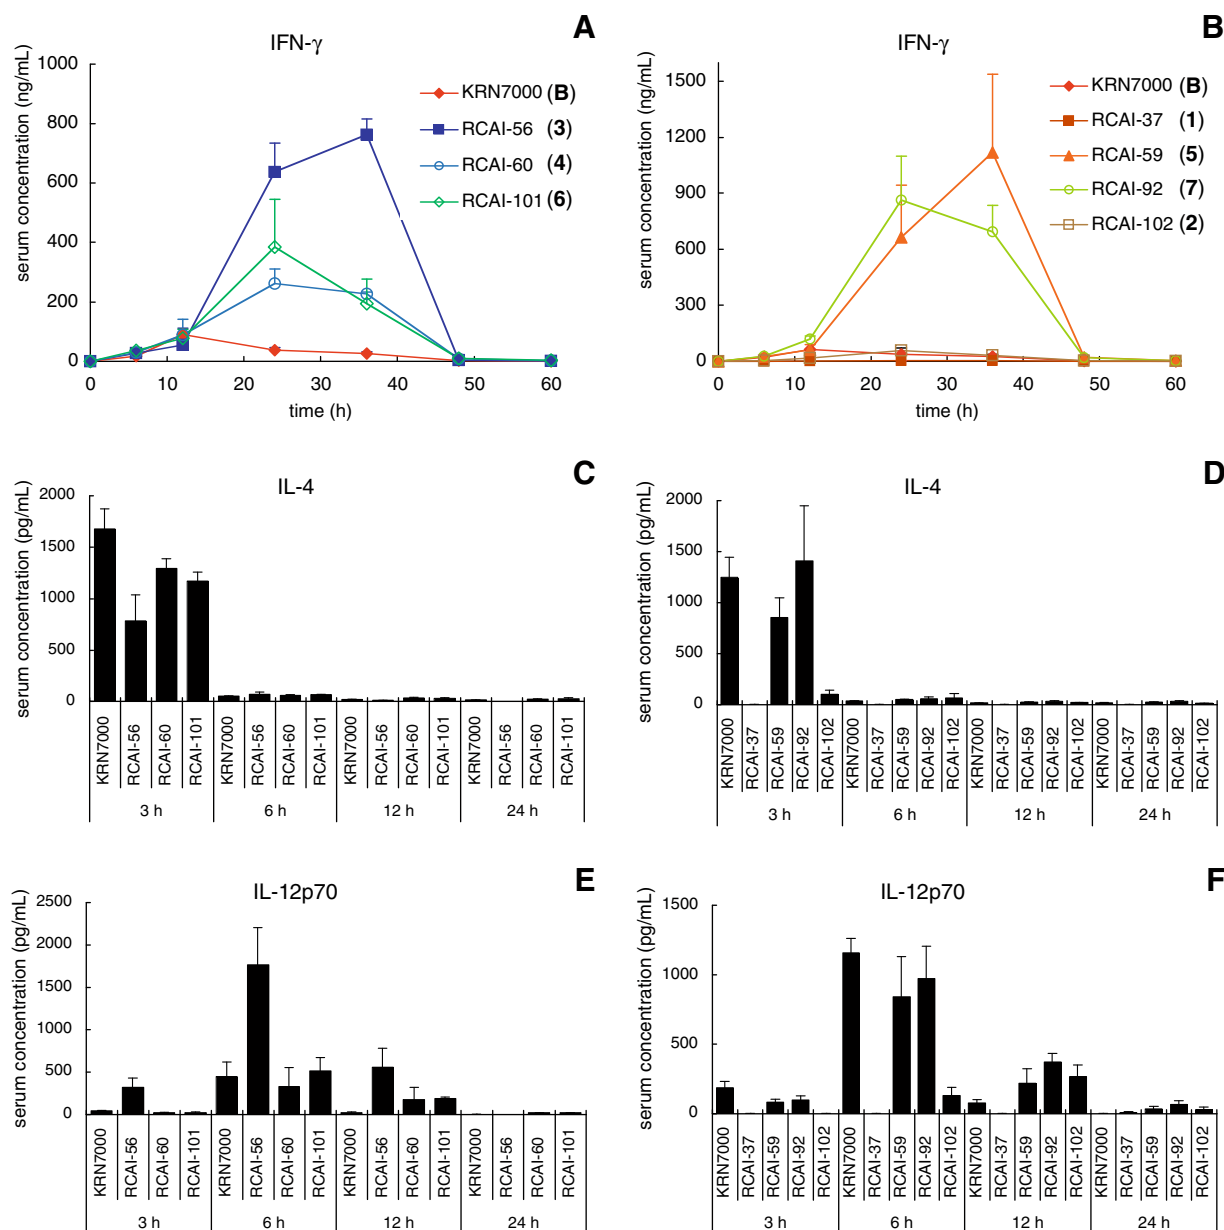 A
IFN-γ
serum concentration (ng/mL)
1000
800
600
400
200
0
0 10 20 30 40 50 60
time (h)
KRN7000 (B)
RCAI-56 (3)
RCAI-60 (4)
RCAI-101 (6)
B
IFN-γ
serum concentration (ng/mL)
1500
1200
900
600
300
0
0 10 20 30 40 50 60
time (h)
KRN7000 (B)
RCAI-37 (1)
RCAI-59 (5)
RCAI-92 (7)
RCAI-102 (2)
C
IL-4
serum concentration (pg/mL)
2000
1500
1000
500
0
KRN7000 RCAI-56 RCAI-60 RCAI-101 KRN7000 RCAI-56 RCAI-60 RCAI-101 KRN7000 RCAI-56 RCAI-60 RCAI-101 KRN7000 RCAI-56 RCAI-60 RCAI-101
3 h 6 h 12 h 24 h
D
IL-4
serum concentration (pg/mL)
2000
1500
1000
500
0
KRN7000 RCAI-37 RCAI-59 RCAI-92 RCAI-102 KRN7000 RCAI-37 RCAI-59 RCAI-92 RCAI-102 KRN7000 RCAI-37 RCAI-59 RCAI-92 RCAI-102 KRN7000 RCAI-37 RCAI-59 RCAI-92 RCAI-102
3 h 6 h 12 h 24 h
E
IL-12p70
serum concentration (pg/mL)
2500
2000
1500
1000
500
0
KRN7000 RCAI-56 RCAI-60 RCAI-101 KRN7000 RCAI-56 RCAI-60 RCAI-101 KRN7000 RCAI-56 RCAI-60 RCAI-101 KRN7000 RCAI-56 RCAI-60 RCAI-101
3 h 6 h 12 h 24 h
F
IL-12p70
serum concentration (pg/mL)
1500
1000
500
0
KRN7000 RCAI-37 RCAI-59 RCAI-92 RCAI-102 KRN7000 RCAI-37 RCAI-59 RCAI-92 RCAI-102 KRN7000 RCAI-37 RCAI-59 RCAI-92 RCAI-102 KRN7000 RCAI-37 RCAI-59 RCAI-92 RCAI-102
3 h 6 h 12 h 24 h